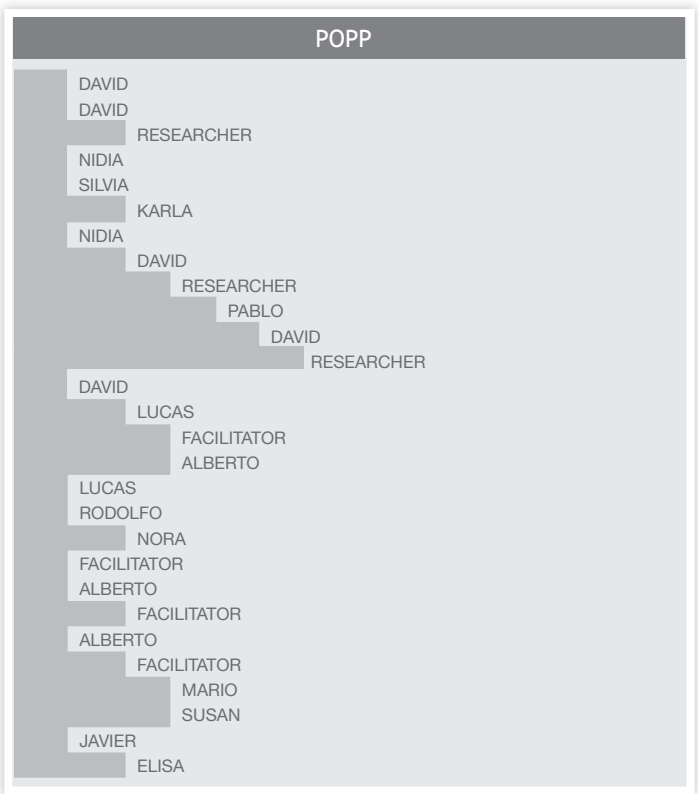 POPP
DAVID
DAVID
RESEARCHER
NIDIA
SILVIA
KARLA
NIDIA
DAVID
RESEARCHER
PABLO
DAVID
RESEARCHER
DAVID
LUCAS
FACILITATOR
ALBERTO
LUCAS
RODOLFO
NORA
FACILITATOR
ALBERTO
FACILITATOR
ALBERTO
FACILITATOR
MARIO
SUSAN
JAVIER
ELISA